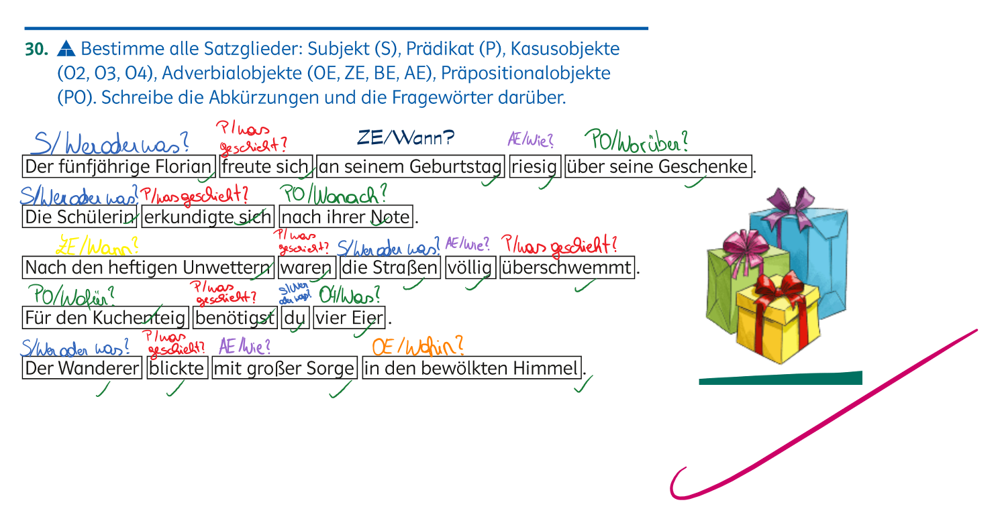 30. Bestimme alle Satzglieder: Subjekt (S), Prädikat (P), Kasusobjekte
(O2, O3, O4), Adverbialobjekte (OE, ZE, BE, AE), Präpositionalobjekte
(PO). Schreibe die Abkürzungen und die Fragewörter darüber.
S/Wer oder was? P/was geschieht? ZE/Wann? AE/Wie? PO/Worüber?
Der fünfjährige Florian freute sich an seinem Geburtstag riesig über seine Geschenke.
S/Wer oder was? P/was geschieht? PO/Wonach?
Die Schülerin erkundigte sich nach ihrer Note.
ZE/Wann? P/was geschieht? S/Wer oder was? AE/Wie? P/was geschieht?
Nach den heftigen Unwettern waren die Straßen völlig überschwemmt.
PO/Wofür? P/was geschieht? S/Wer oder was? O4/Was?
Für den Kuchenteig benötigst du vier Eier.
S/Wer oder was? P/was geschieht? AE/Wie? OE/Wohin?
Der Wanderer blickte mit großer Sorge in den bewölkten Himmel.